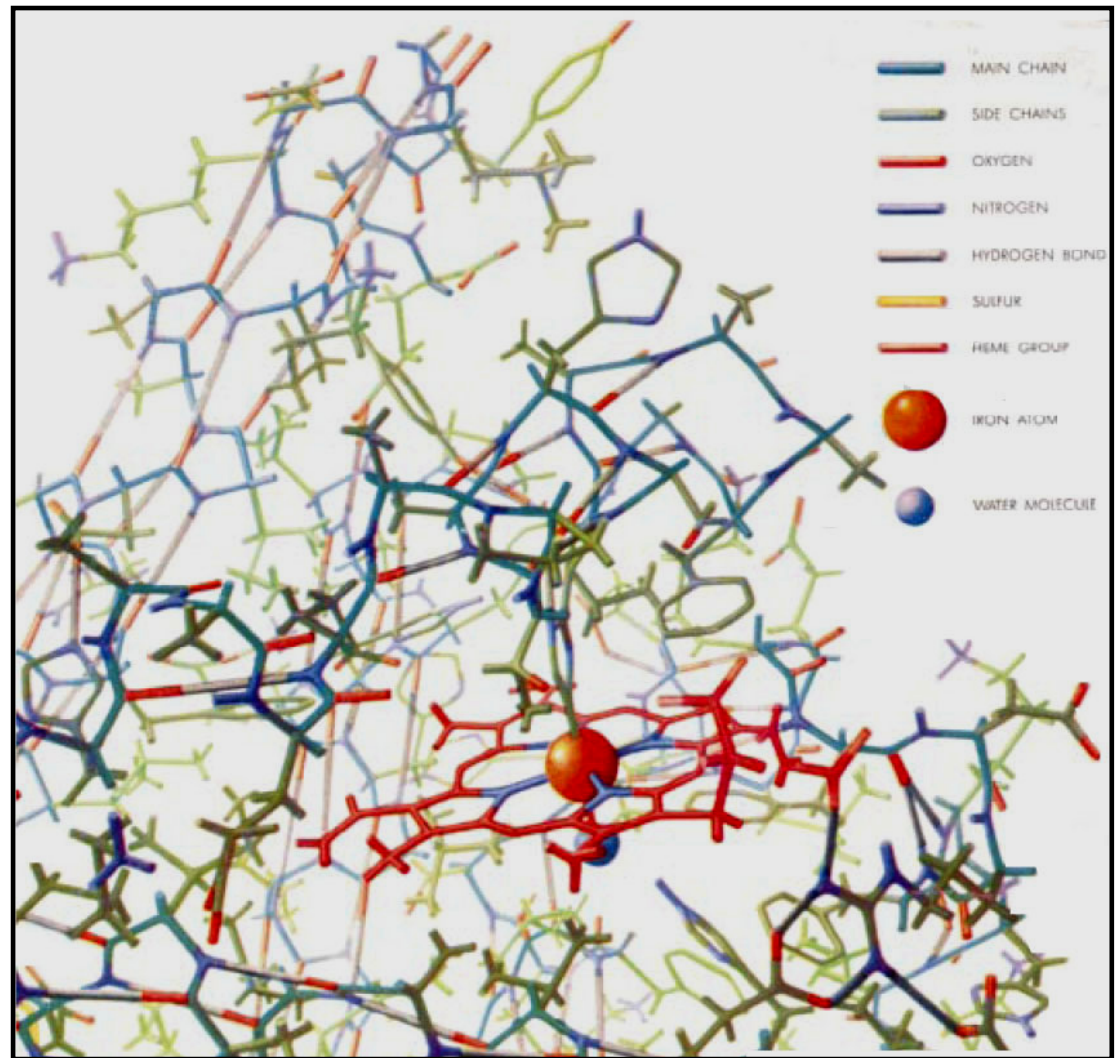 MAIN CHAIN
SIDE CHAINS
OXYGEN
NITROGEN
HYDROGEN BOND
SULFUR
HEME GROUP
IRON ATOM
WATER MOLECULE